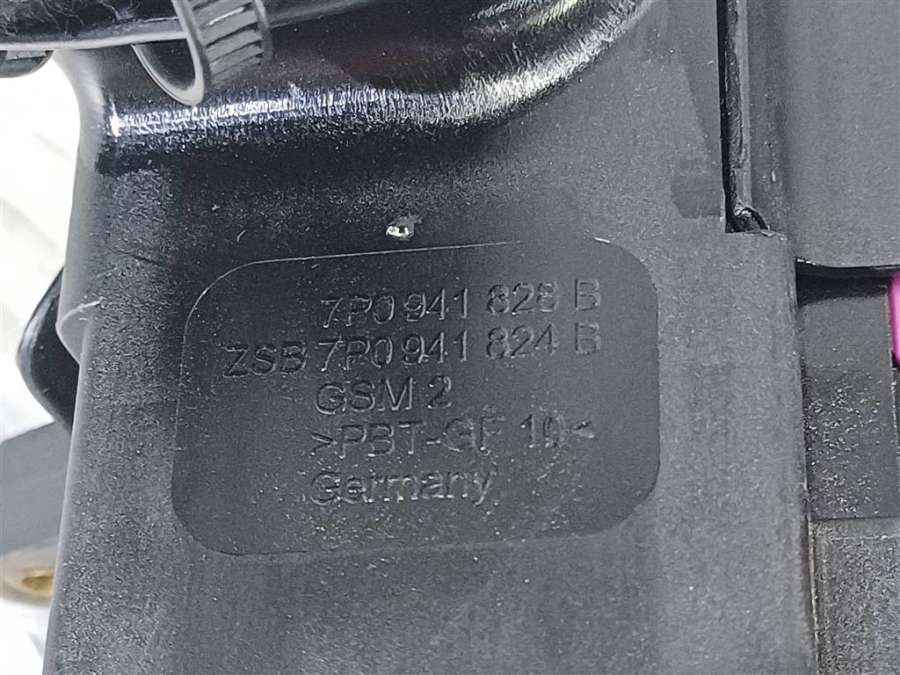 7P0 941 828 B
ZSB 7P0 941 824 B
GSM 2
>PBT-GF 10<
Germany